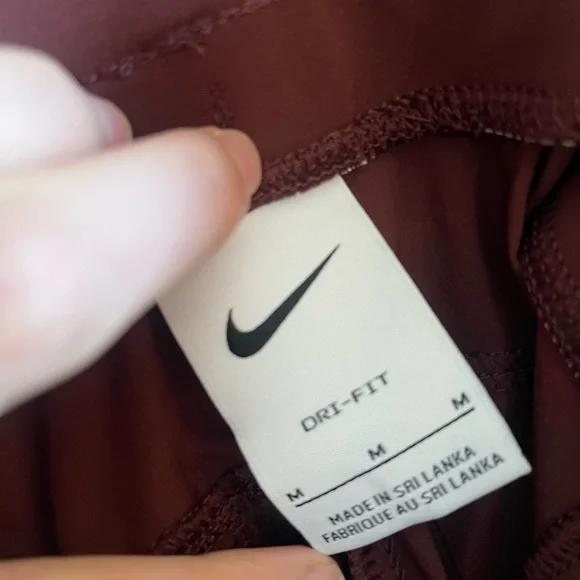 DRI-FIT
M M M
MADE IN SRI LANKA
FABRIQUE AU SRI LANKA